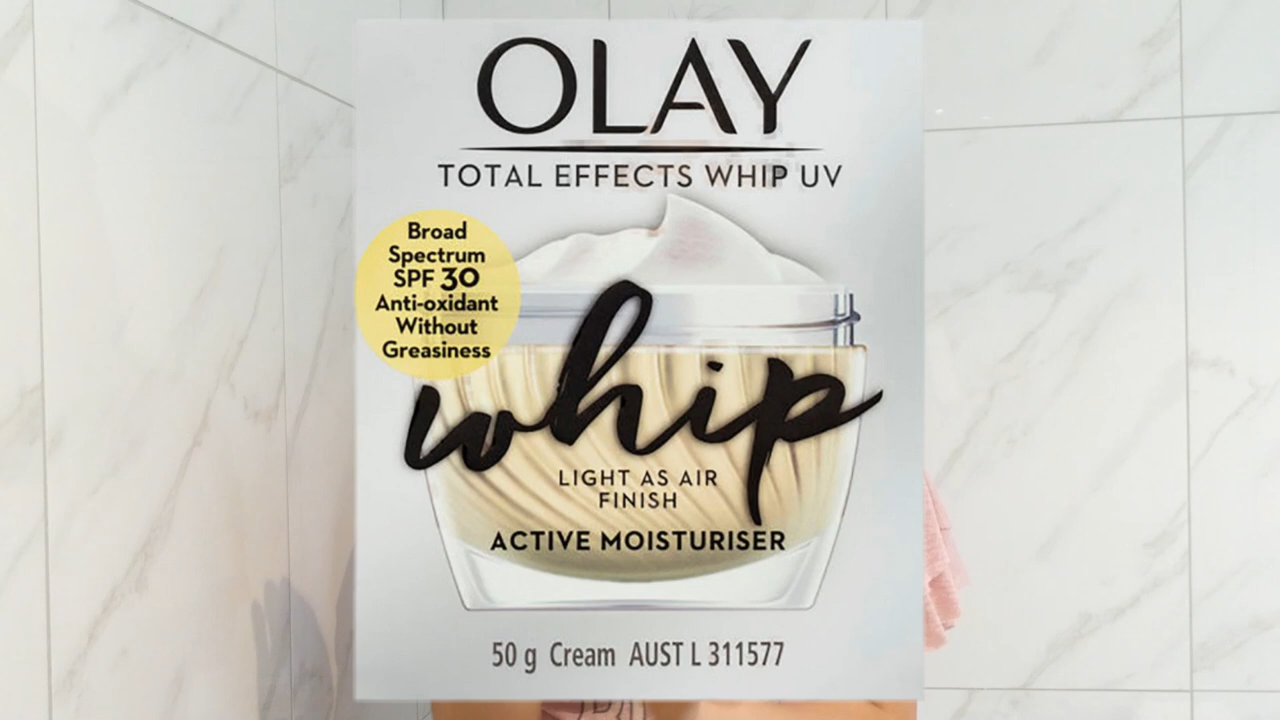 OLAY
TOTAL EFFECTS WHIP UV
Broad
Spectrum
SPF 30
Anti-oxidant
Without
Greasiness
whip
LIGHT AS AIR
FINISH
ACTIVE MOISTURISER
50 g Cream AUST L 311577